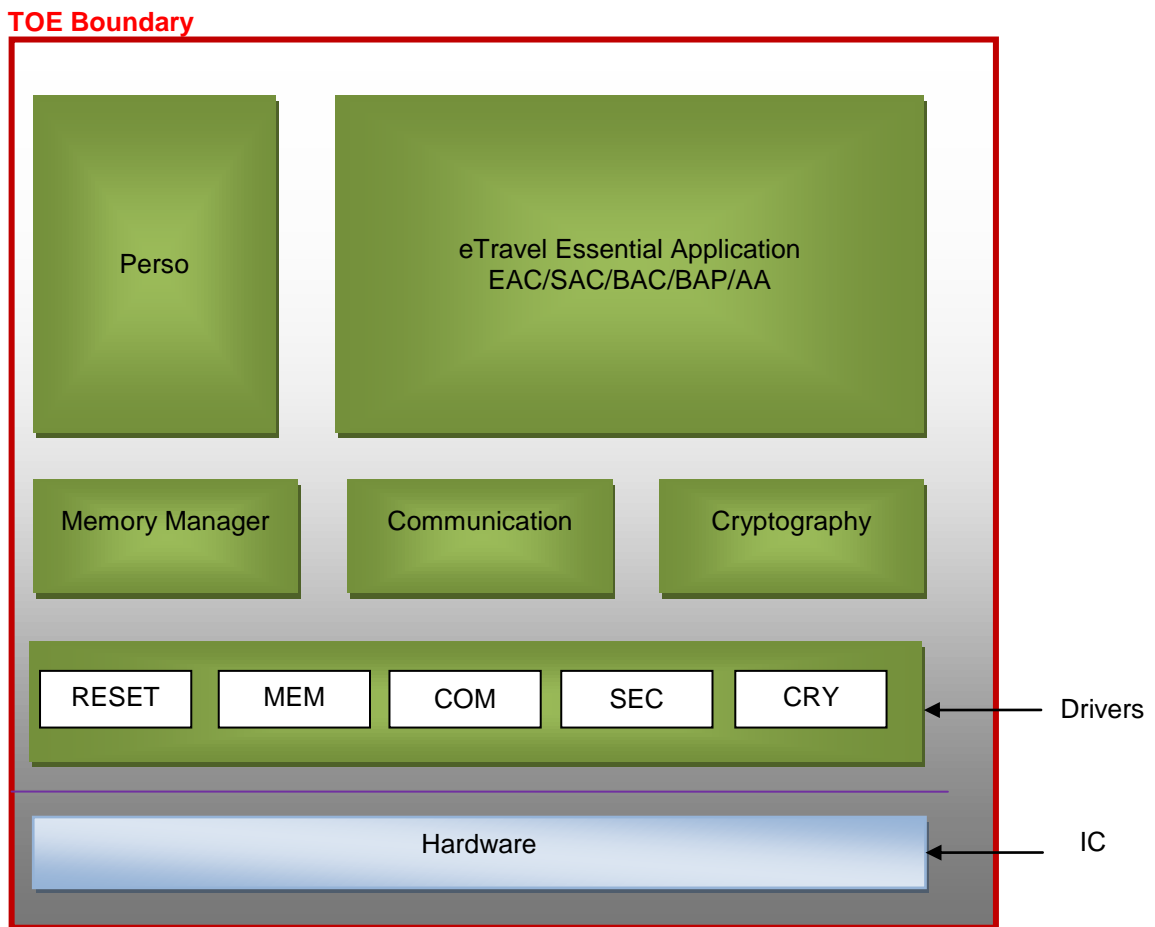 TOE Boundary
Perso
eTravel Essential Application
EAC/SAC/BAC/BAP/AA
Memory Manager
Communication
Cryptography
RESET
MEM
COM
SEC
CRY
Drivers
Hardware
IC